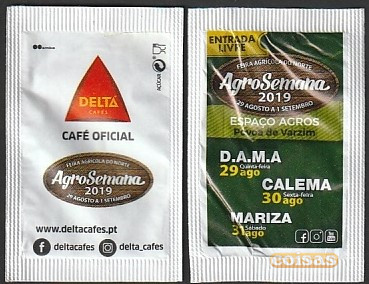 AÇÚCAR
DELTA
CAFÉS
CAFÉ OFICIAL
FEIRA AGRÍCOLA DO NORTE
AgroSemana
2019
29 AGOSTO A 1 SETEMBRO
www.deltacafes.pt
deltacafes
delta_cafes
ENTRADA
LIVRE
FEIRA AGRÍCOLA DO NORTE
AgroSemana
2019
29 AGOSTO A 1 SETEMBRO
ESPAÇO AGROS
Póvoa de Varzim
D.A.M.A
Quinta-feira
29 ago
CALEMA
Sexta-feira
30 ago
MARIZA
Sábado
31 ago
coisas